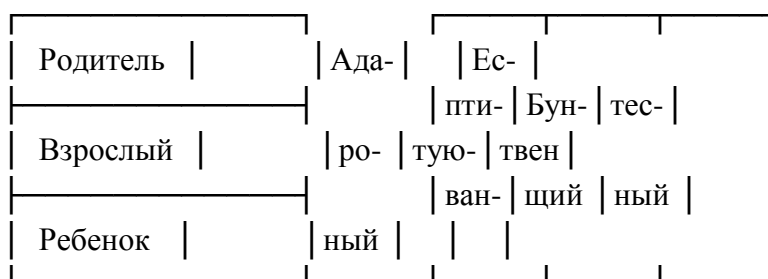 Родитель Ада- Ес-
пти- Бун- тес-
Взрослый ро- тую- твен
ван- щий ный
Ребенок ный